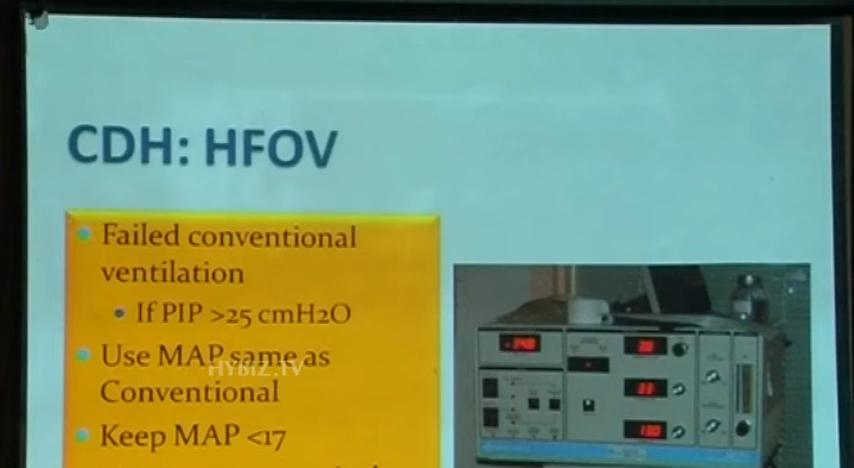 CDH: HFOV
Failed conventional
ventilation
If PIP >25 cmH2O
Use MAP same as
Conventional
Keep MAP <17
HYBIZ.TV
33